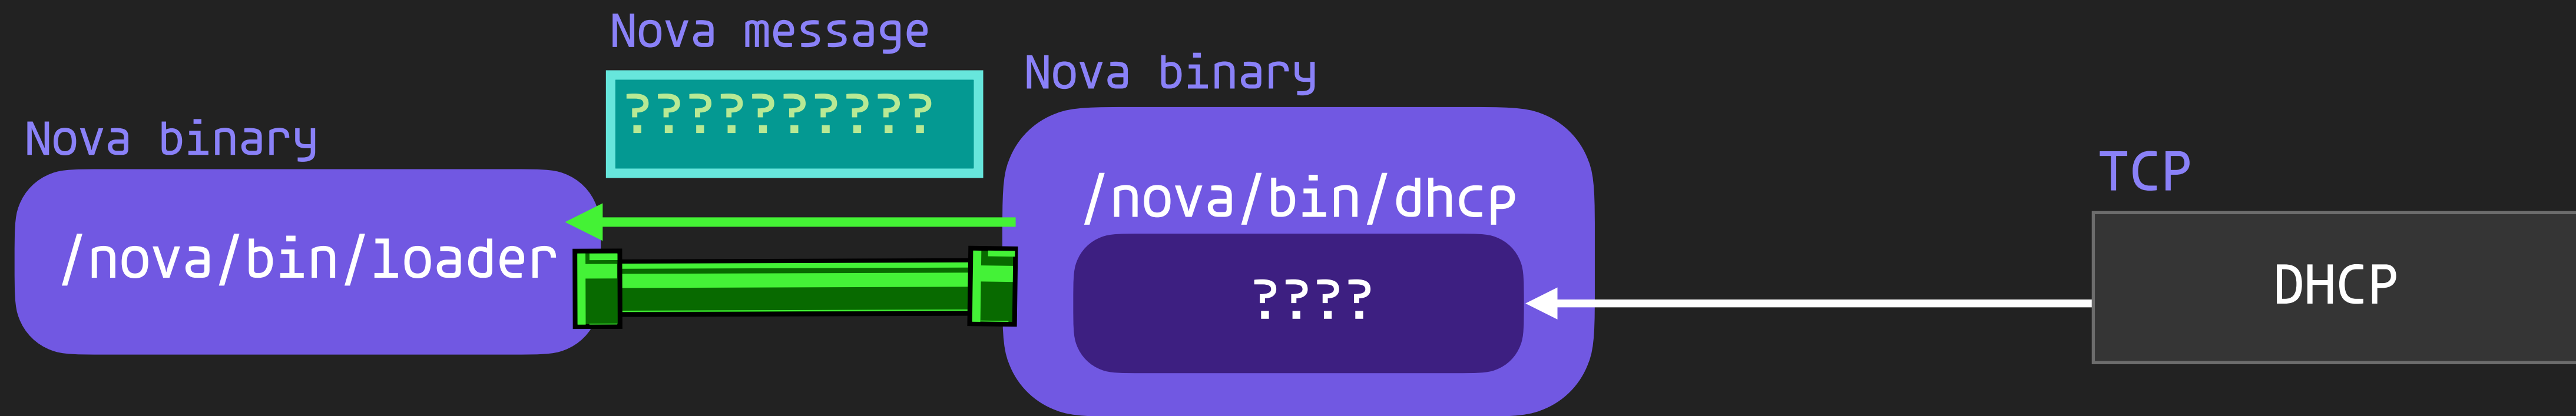 Nova message
Nova binary
??????????
Nova binary
TCP
/nova/bin/dhcp
/nova/bin/loader
????
DHCP